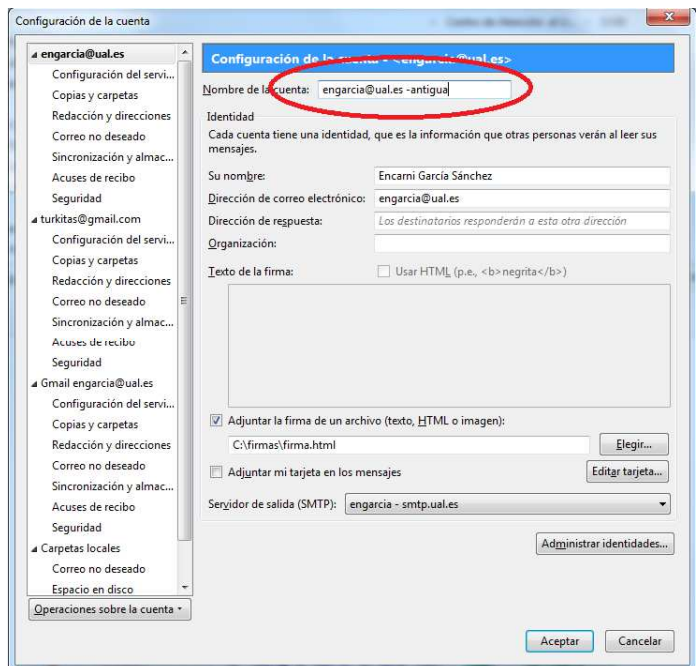 Configuración de la cuenta
engarcia@ual.es
Configuración del servi...
Copias y carpetas
Redacción y direcciones
Correo no deseado
Sincronización y almac...
Acuses de recibo
Seguridad
turkitas@gmail.com
Configuración del servi...
Copias y carpetas
Redacción y direcciones
Correo no deseado
Sincronización y almac...
Acuses de recibo
Seguridad
Gmail engarcia@ual.es
Configuración del servi...
Copias y carpetas
Redacción y direcciones
Correo no deseado
Sincronización y almac...
Acuses de recibo
Seguridad
Carpetas locales
Correo no deseado
Espacio en disco
Operaciones sobre la cuenta
Configuración de la cuenta - <engarcia@ual.es>
Nombre de la cuenta: engarcia@ual.es -antigua
Identidad
Cada cuenta tiene una identidad, que es la información que otras personas verán al leer sus
mensajes.
Su nombre: Encarni García Sánchez
Dirección de correo electrónico: engarcia@ual.es
Dirección de respuesta: Los destinatarios responderán a esta otra dirección
Organización:
Texto de la firma: Usar HTML (p.e., <b>negrita</b>)
Adjuntar la firma de un archivo (texto, HTML o imagen):
C:\firmas\firma.html Elegir...
Adjuntar mi tarjeta en los mensajes Editar tarjeta...
Servidor de salida (SMTP): engarcia - smtp.ual.es
Administrar identidades...
Aceptar Cancelar